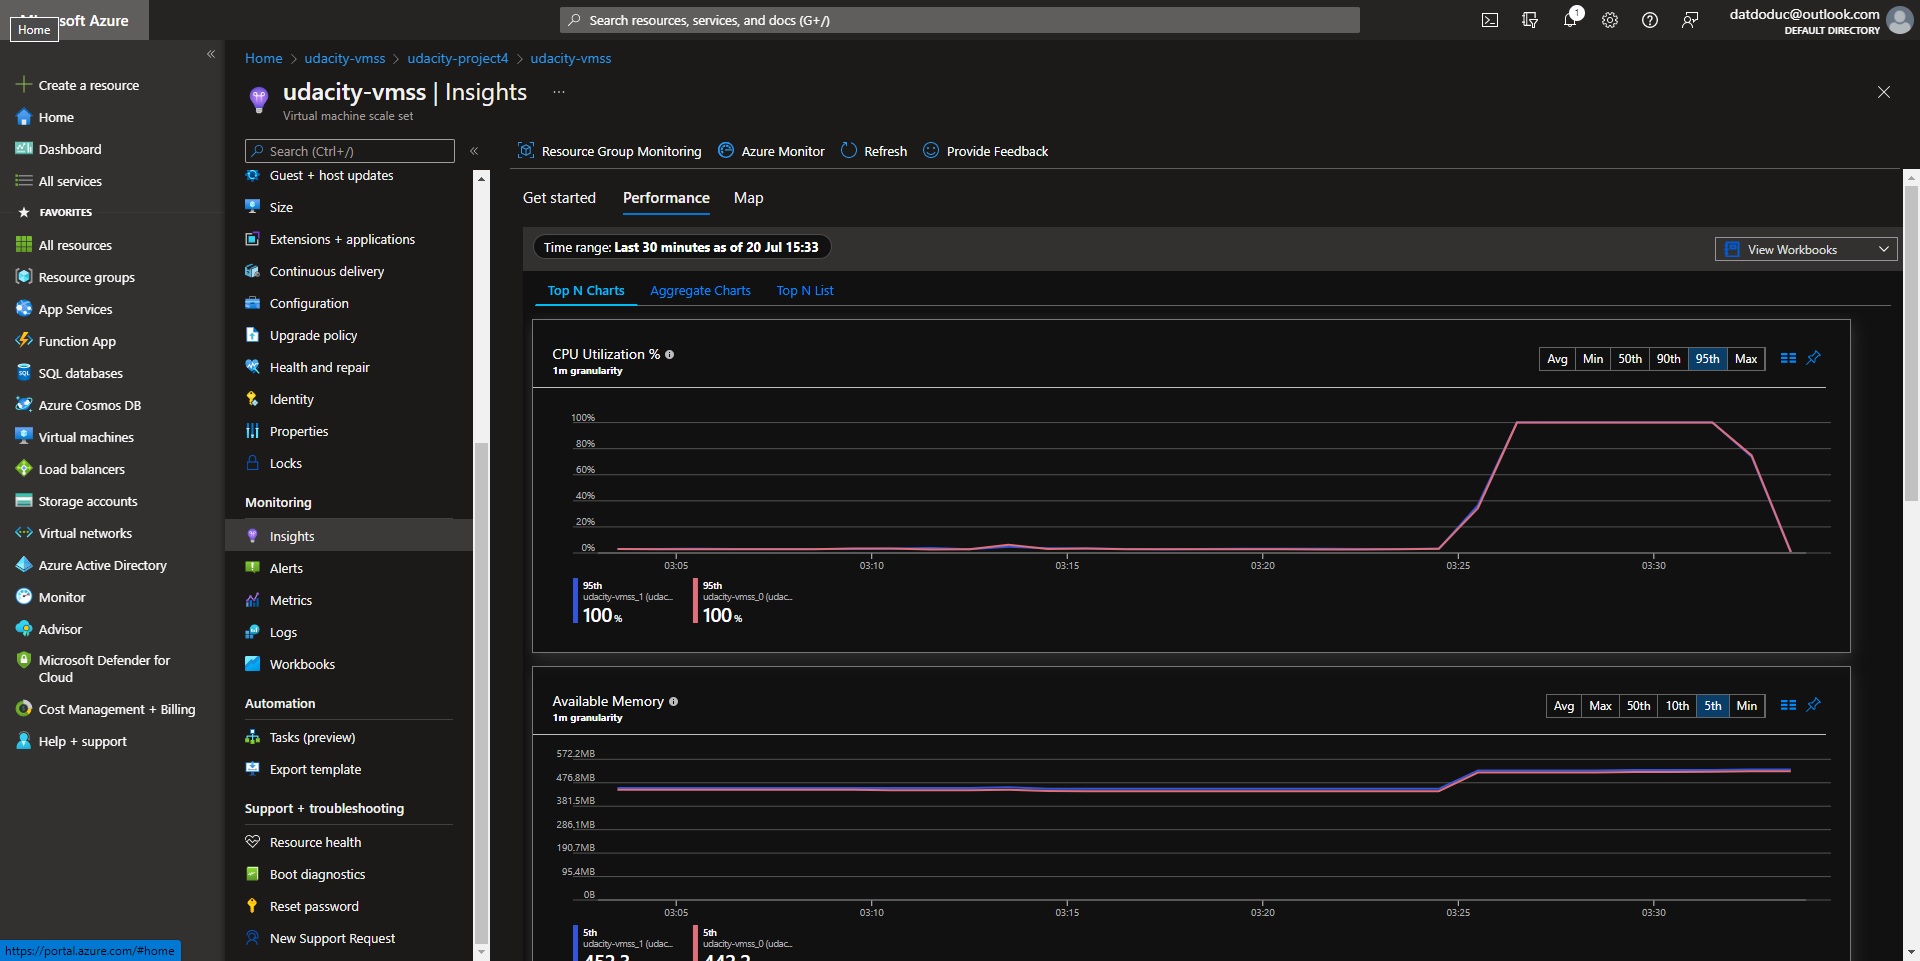 soft Azure
Home
Search resources, services, and docs (G+/)
1
datdoduc@outlook.com
DEFAULT DIRECTORY
«
Create a resource
Home
Dashboard
All services
FAVORITES
All resources
Resource groups
App Services
Function App
SQL databases
Azure Cosmos DB
Virtual machines
Load balancers
Storage accounts
Virtual networks
Azure Active Directory
Monitor
Advisor
Microsoft Defender for
Cloud
Cost Management + Billing
Help + support
https://portal.azure.com/#home
Home > udacity-vmss > udacity-project4 > udacity-vmss
udacity-vmss | Insights ...
Virtual machine scale set
Search (Ctrl+/) «
Guest + host updates
Size
Extensions + applications
Continuous delivery
Configuration
Upgrade policy
Health and repair
Identity
Properties
Locks
Monitoring
Insights
Alerts
Metrics
Logs
Workbooks
Automation
Tasks (preview)
Export template
Support + troubleshooting
Resource health
Boot diagnostics
Reset password
New Support Request
Resource Group Monitoring Azure Monitor Refresh Provide Feedback
Get started Performance Map
Time range: Last 30 minutes as of 20 Jul 15:33
View Workbooks
Top N Charts Aggregate Charts Top N List
CPU Utilization %
1m granularity
Avg Min 50th 90th 95th Max
100%
80%
60%
40%
20%
0%
03:05 03:10 03:15 03:20 03:25 03:30
95th 95th
udacity-vmss_1 (udac... udacity-vmss_0 (udac...
100 % 100 %
Available Memory
1m granularity
Avg Max 50th 10th 5th Min
572.2MB
476.8MB
381.5MB
286.1MB
190.7MB
95.4MB
0B
03:05 03:10 03:15 03:20 03:25 03:30
5th 5th
udacity-vmss_1 (udac... udacity-vmss_0 (udac...
452.3 442.2